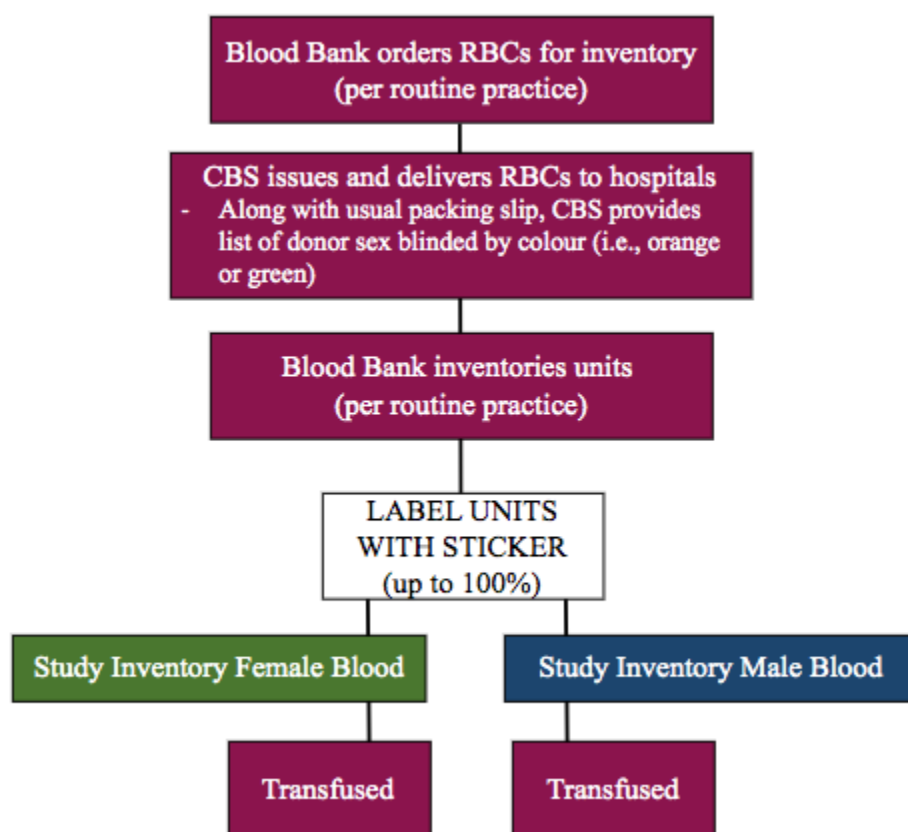 Blood Bank orders RBCs for inventory
(per routine practice)
CBS issues and delivers RBCs to hospitals
- Along with usual packing slip, CBS provides
list of donor sex blinded by colour (i.e., orange
or green)
Blood Bank inventories units
(per routine practice)
LABEL UNITS
WITH STICKER
(up to 100%)
Study Inventory Female Blood
Study Inventory Male Blood
Transfused
Transfused